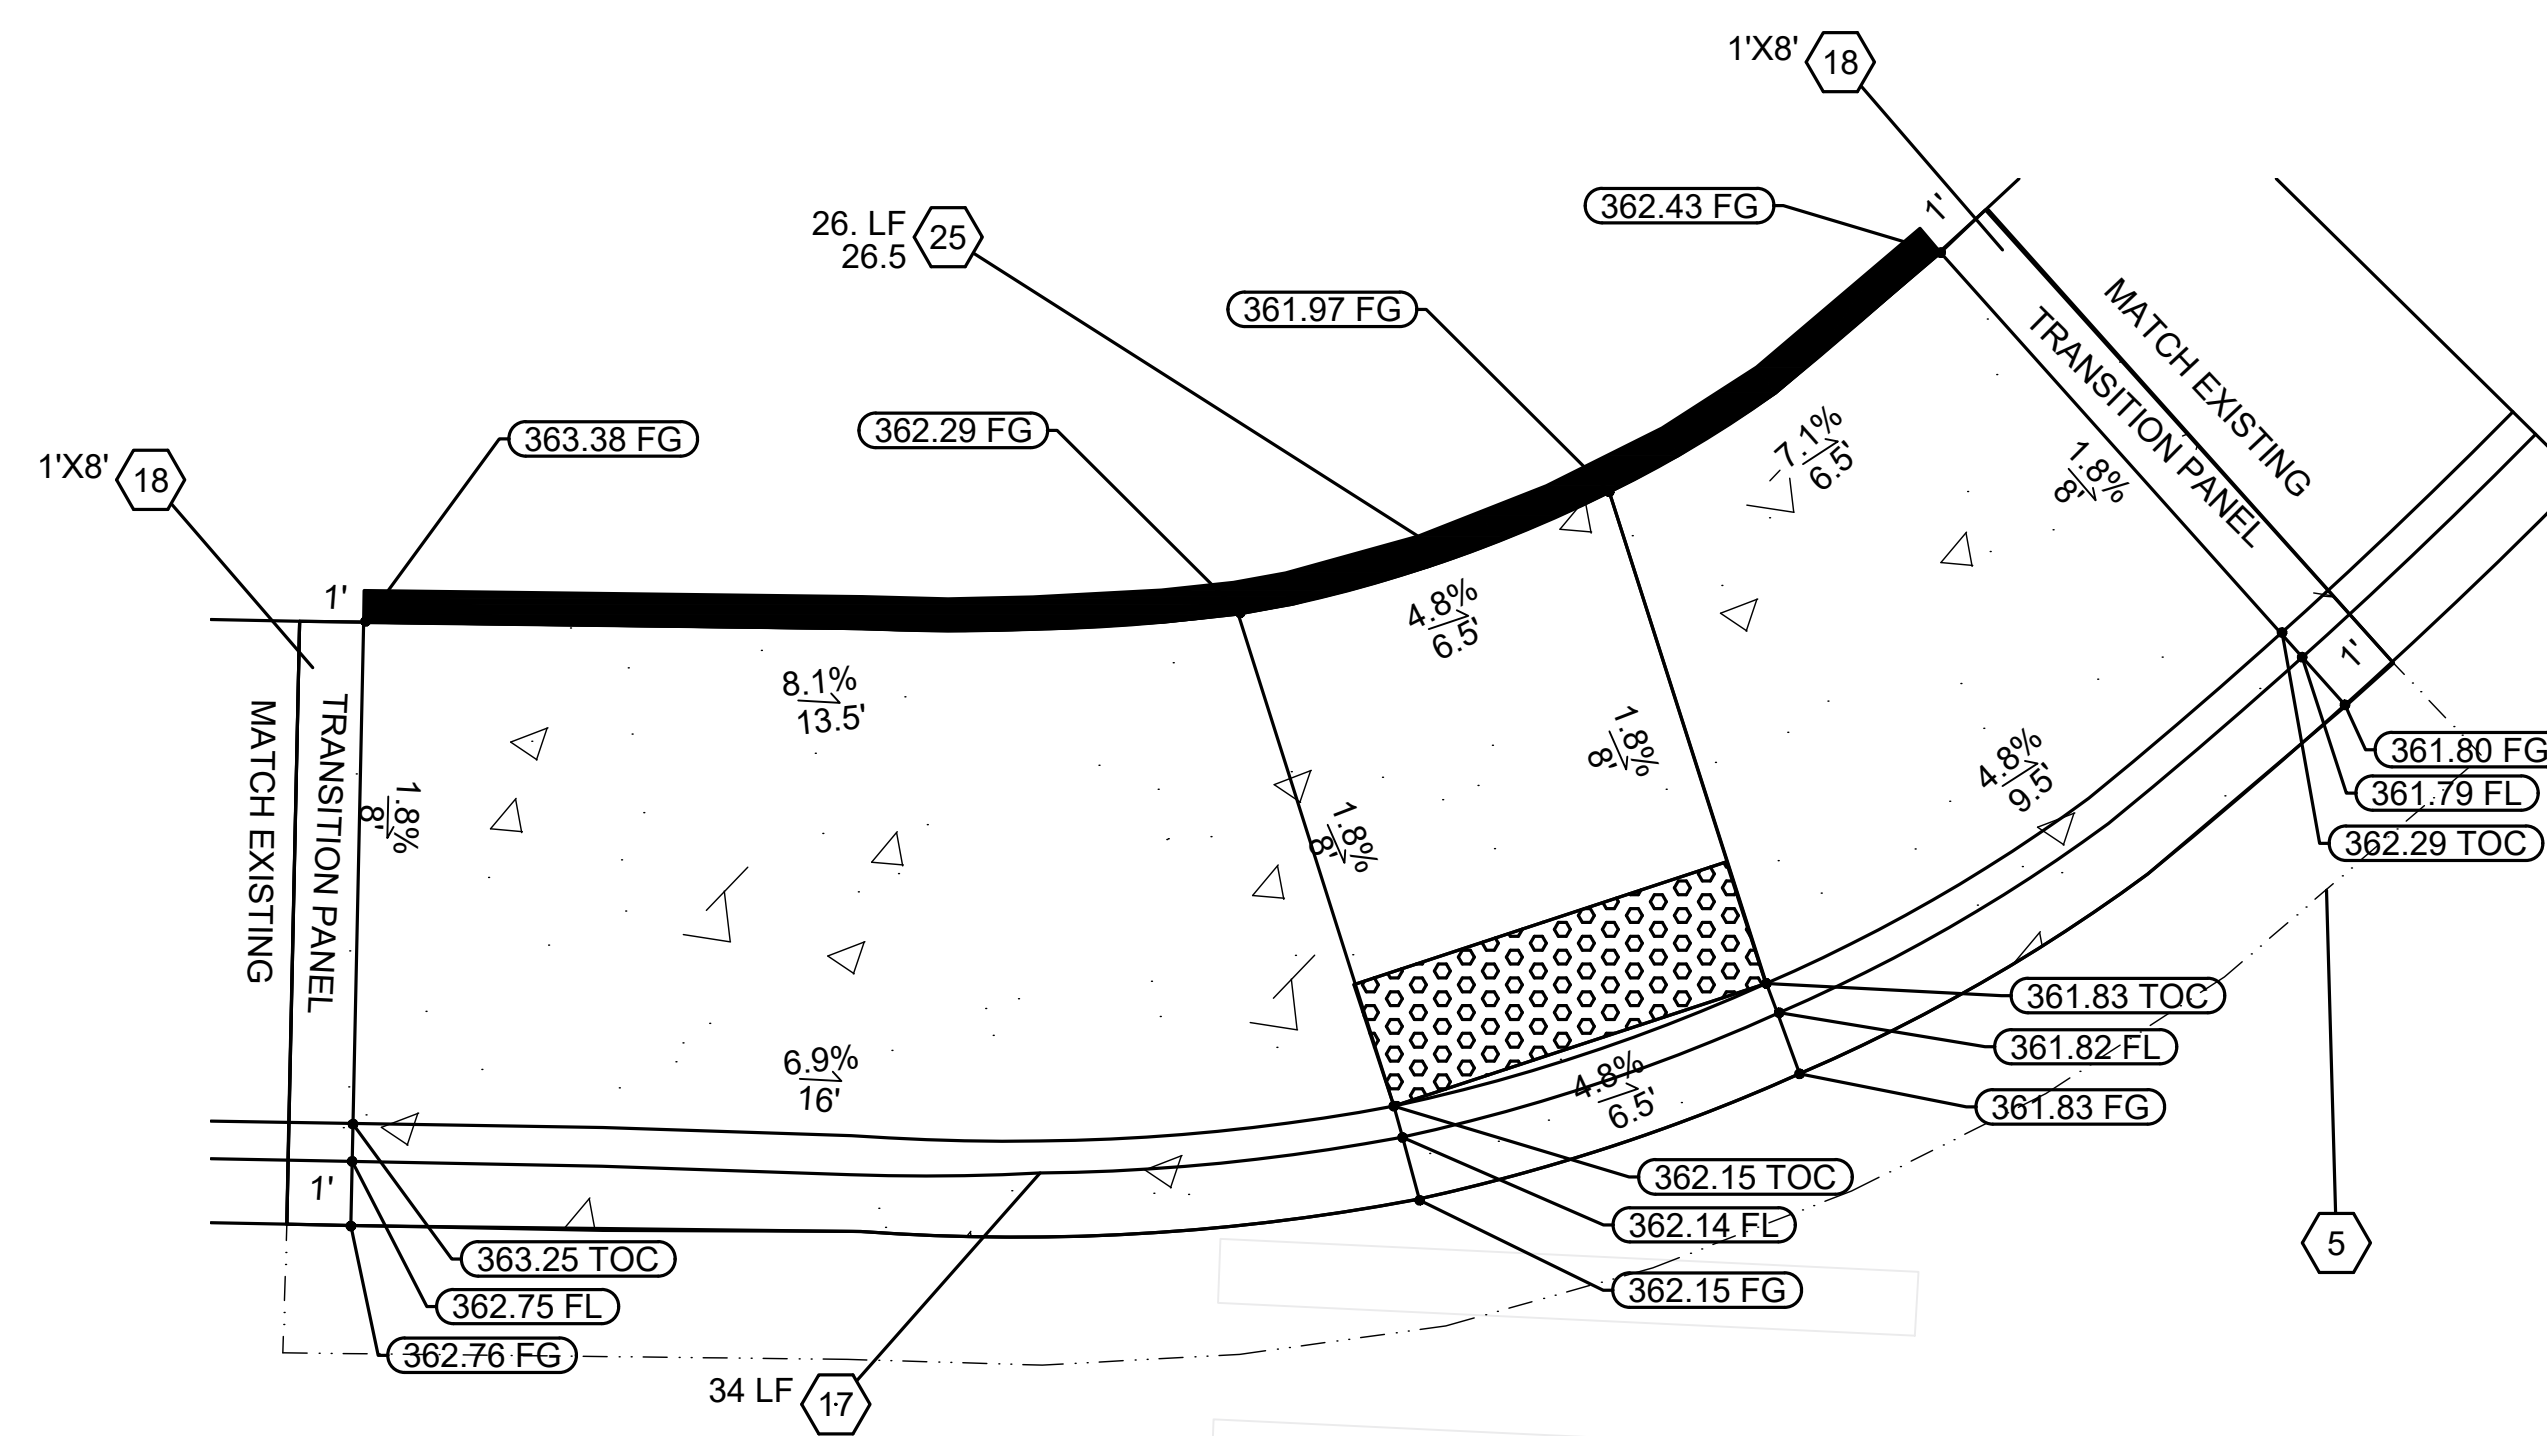 1'X8'
18
362.43 FG
1'
26. LF
26.5
25
361.97 FG
MATCH EXISTING
TRANSITION PANEL
363.38 FG
362.29 FG
1'X8'
18
1'
7.1%
6.5'
1.8%
8'
4.8%
6.5'
8.1%
13.5'
1.8%
8'
1.8%
8'
1.8%
8'
MATCH EXISTING
TRANSITION PANEL
4.8%
9.5'
1'
361.80 FG
361.79 FL
362.29 TOC
361.83 TOC
361.82 FL
361.83 FG
6.9%
16'
4.8%
6.5'
1'
362.15 TOC
362.14 FL
362.15 FG
5
363.25 TOC
362.75 FL
362.76 FG
34 LF
17